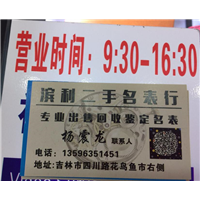 营业时间：9:30-16:30
滨利二手名表行
专业出售回收鉴定名表
杨震龙 联系人
电话：13596351451
地址：吉林市四川路花鸟鱼市右侧